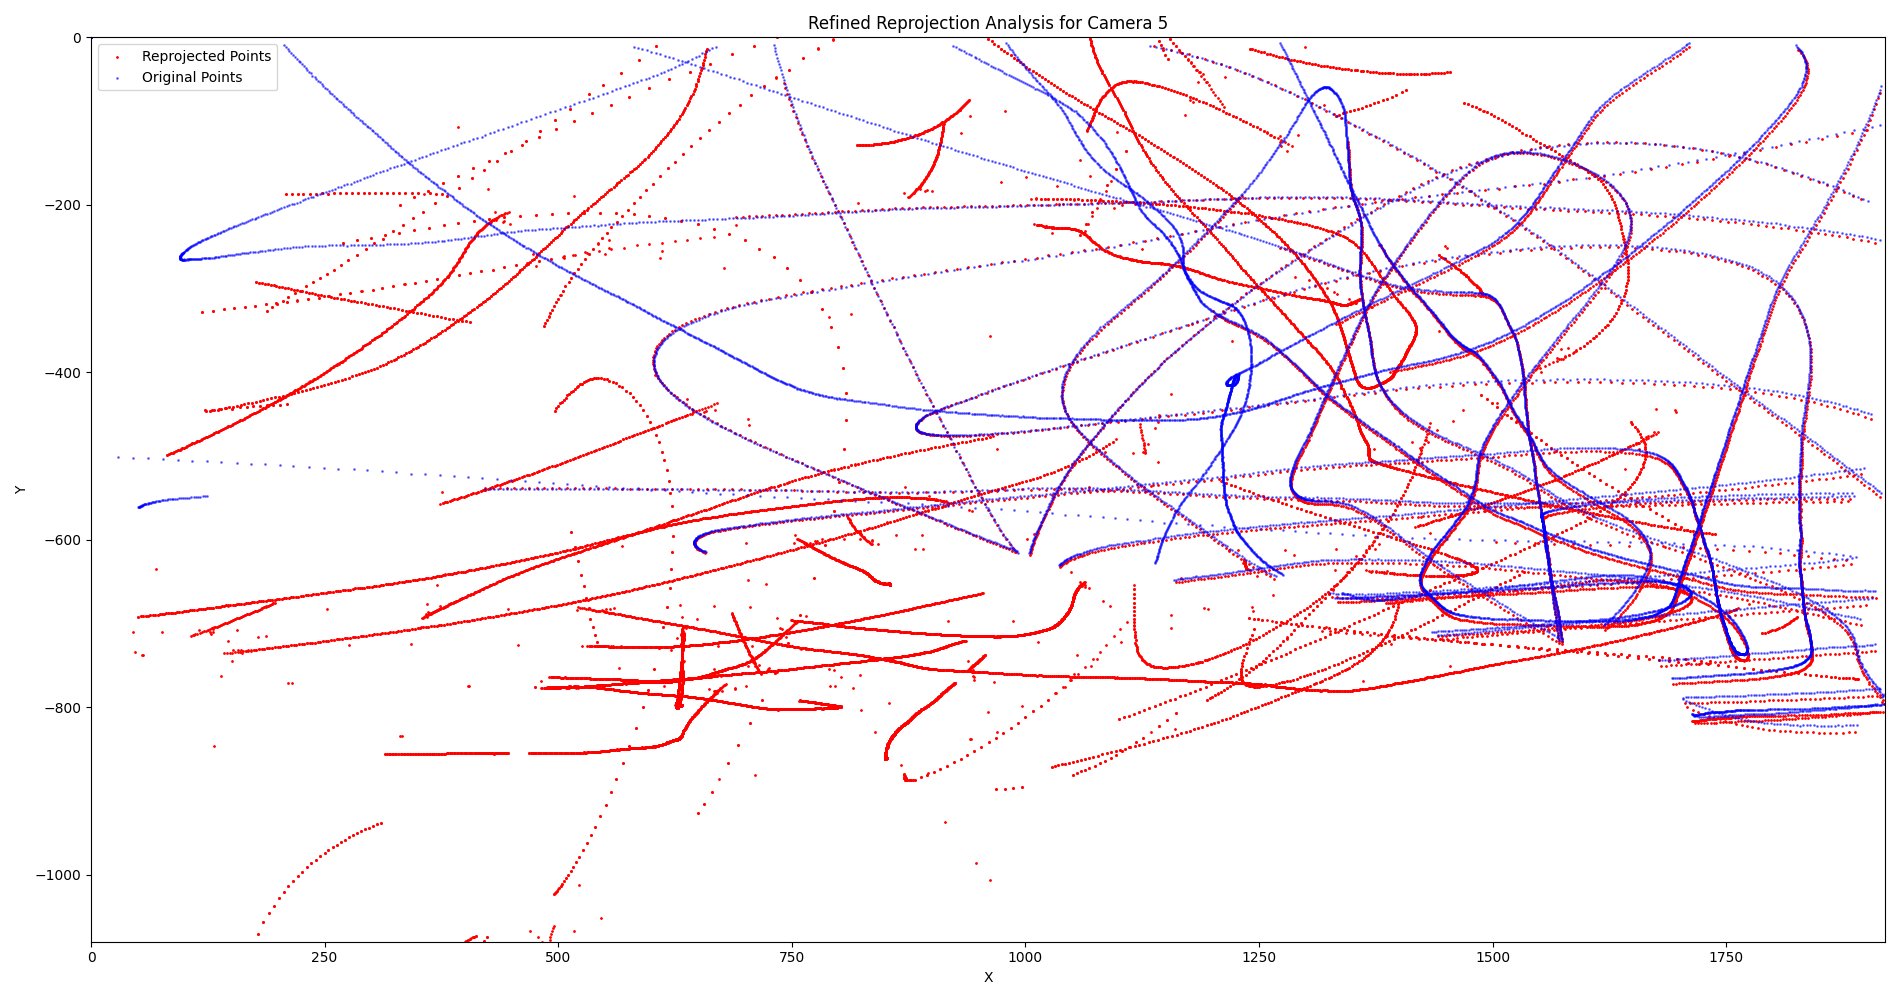 Refined Reprojection Analysis for Camera 5
Reprojected Points
Original Points
0
−200
−400
−600
−800
−1000
Y
0
250
500
750
1000
1250
1500
1750
X